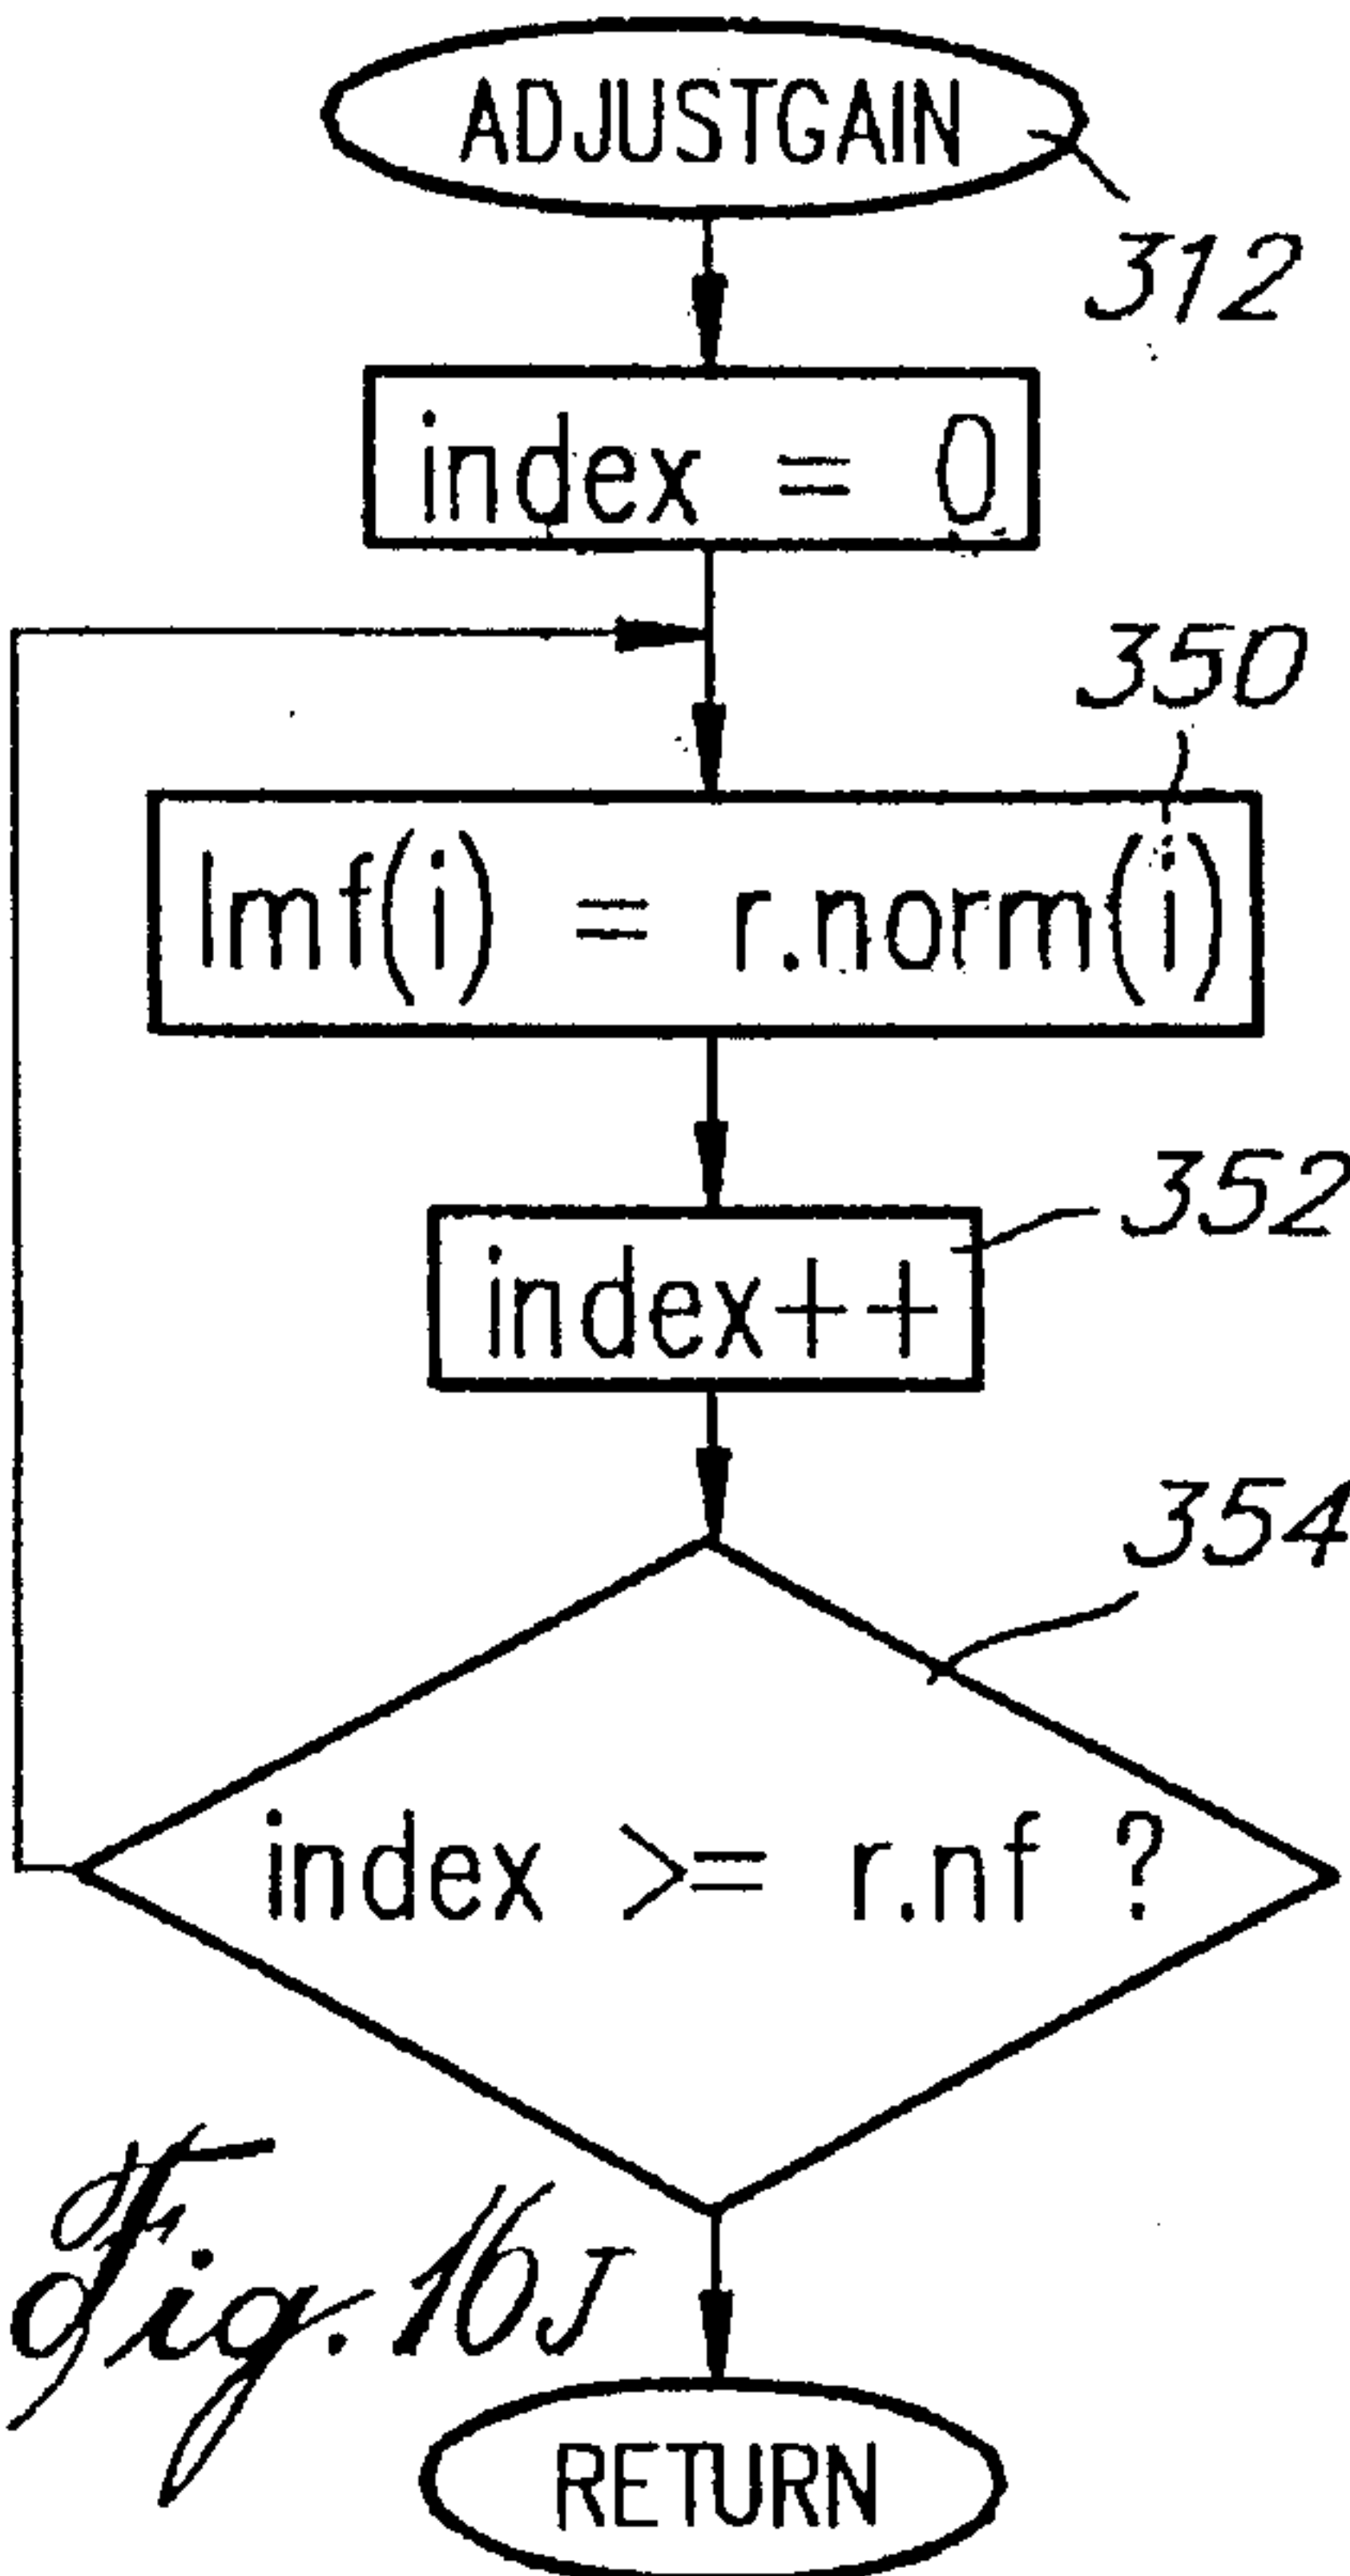 ADJUSTGAIN
312
index = 0
350
lmf(i) = r.norm(i)
352
index++
354
index >= r.nf ?
Fig. 16J
RETURN